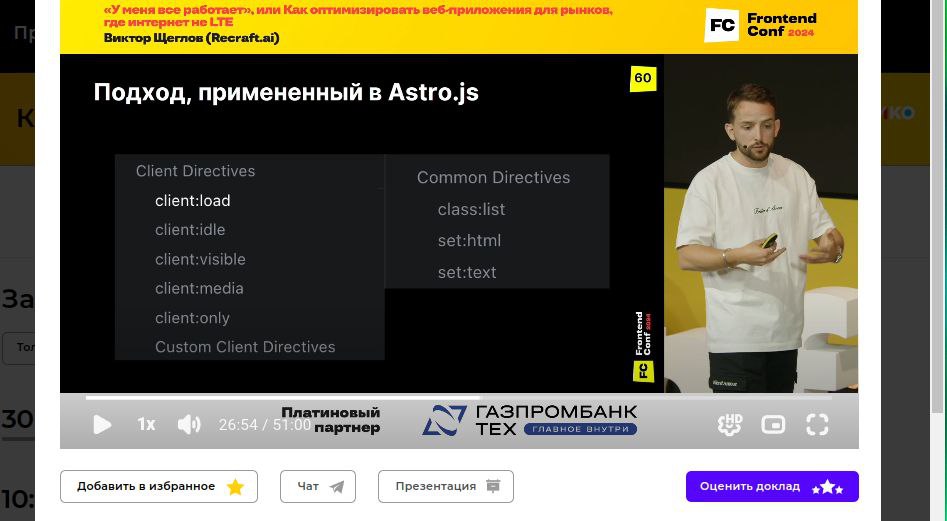 «У меня все работает», или Как оптимизировать веб-приложения для рынков,
где интернет не LTE
Виктор Щеглов (Recraft.ai)
FC Frontend
Conf 2024
Подход, примененный в Astro.js
60
Client Directives
client:load
client:idle
client:visible
client:media
client:only
Custom Client Directives
Common Directives
class:list
set:html
set:text
FC Frontend
Conf 2024
1x
26:54 / 51:00
Платиновый
партнер
ГАЗПРОМБАНК
ТЕХ ГЛАВНОЕ ВНУТРИ
HD
Добавить в избранное
Чат
Презентация
Оценить доклад
За
30
10: